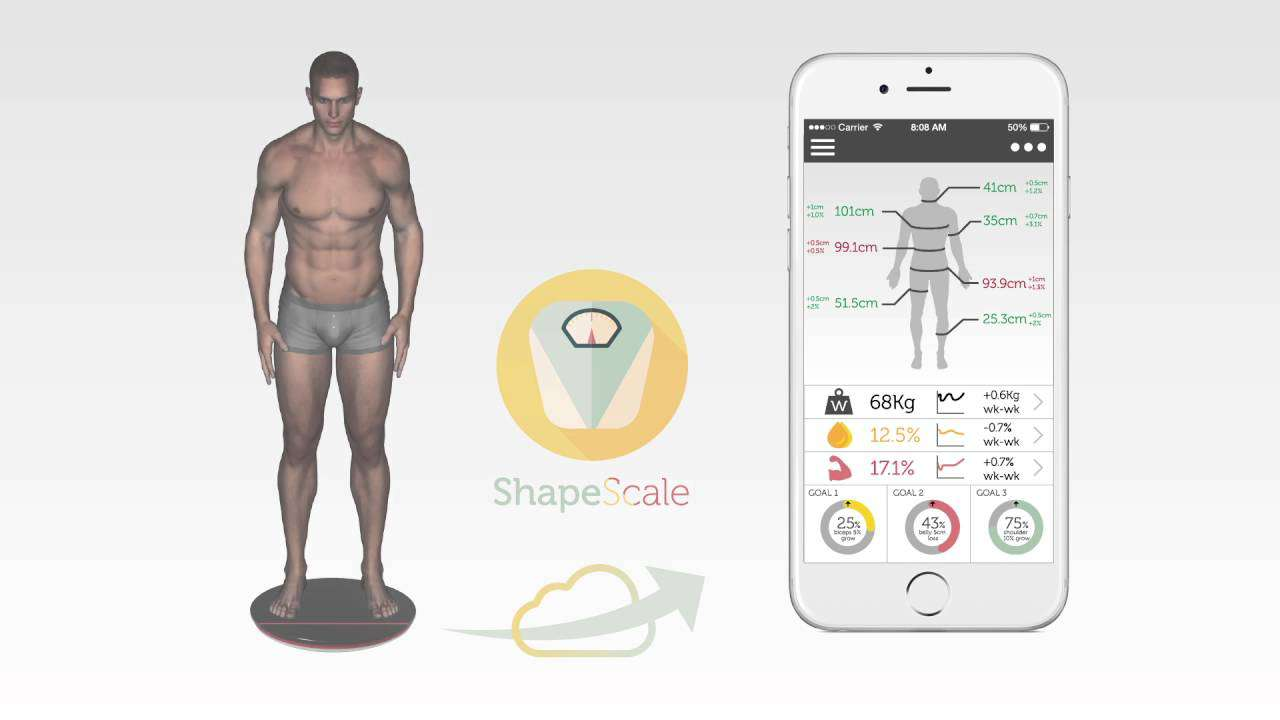 ShapeScale
Carrier 8:08 AM 50%
41cm +0.5cm
+1.2%
+1cm
+1.0% 101cm
35cm +0.7cm
+3.1%
+0.5cm
+0.5% 99.1cm
93.9cm +1cm
+1.3%
+0.5cm
+2% 51.5cm
25.3cm +0.5cm
+2%
W 68Kg +0.6Kg
wk-wk
12.5% -0.7%
wk-wk
17.1% +0.7%
wk-wk
GOAL 1
25%
biceps 5%
grow
GOAL 2
43%
belly 5cm
loss
GOAL 3
75%
shoulder
10% grow